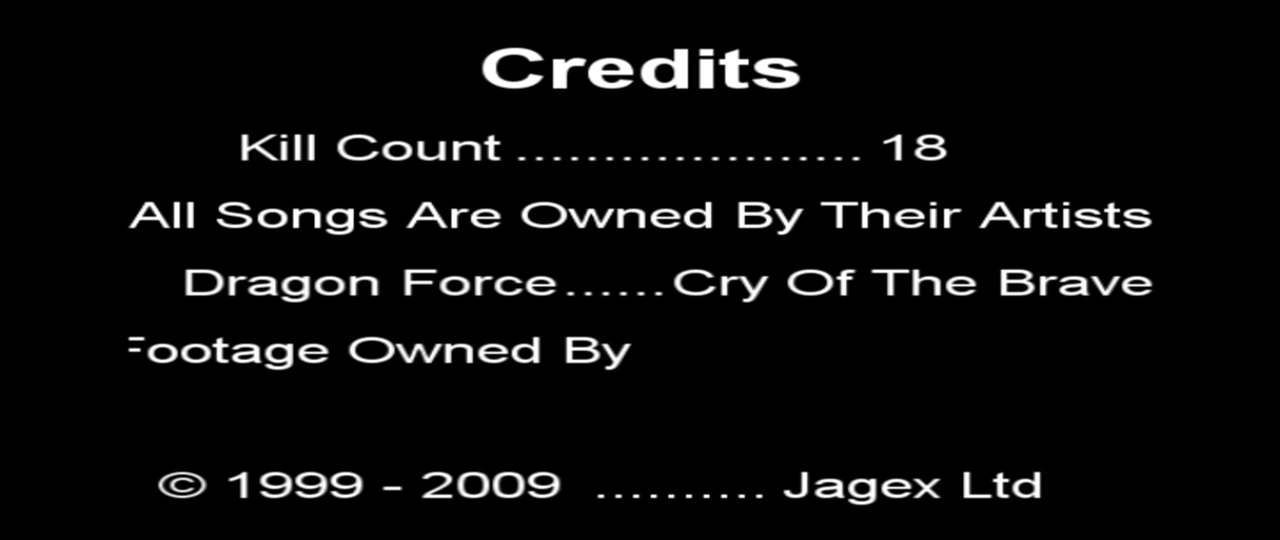 Credits
Kill Count .................... 18
All Songs Are Owned By Their Artists
Dragon Force......Cry Of The Brave
Footage Owned By
© 1999 - 2009 .......... Jagex Ltd